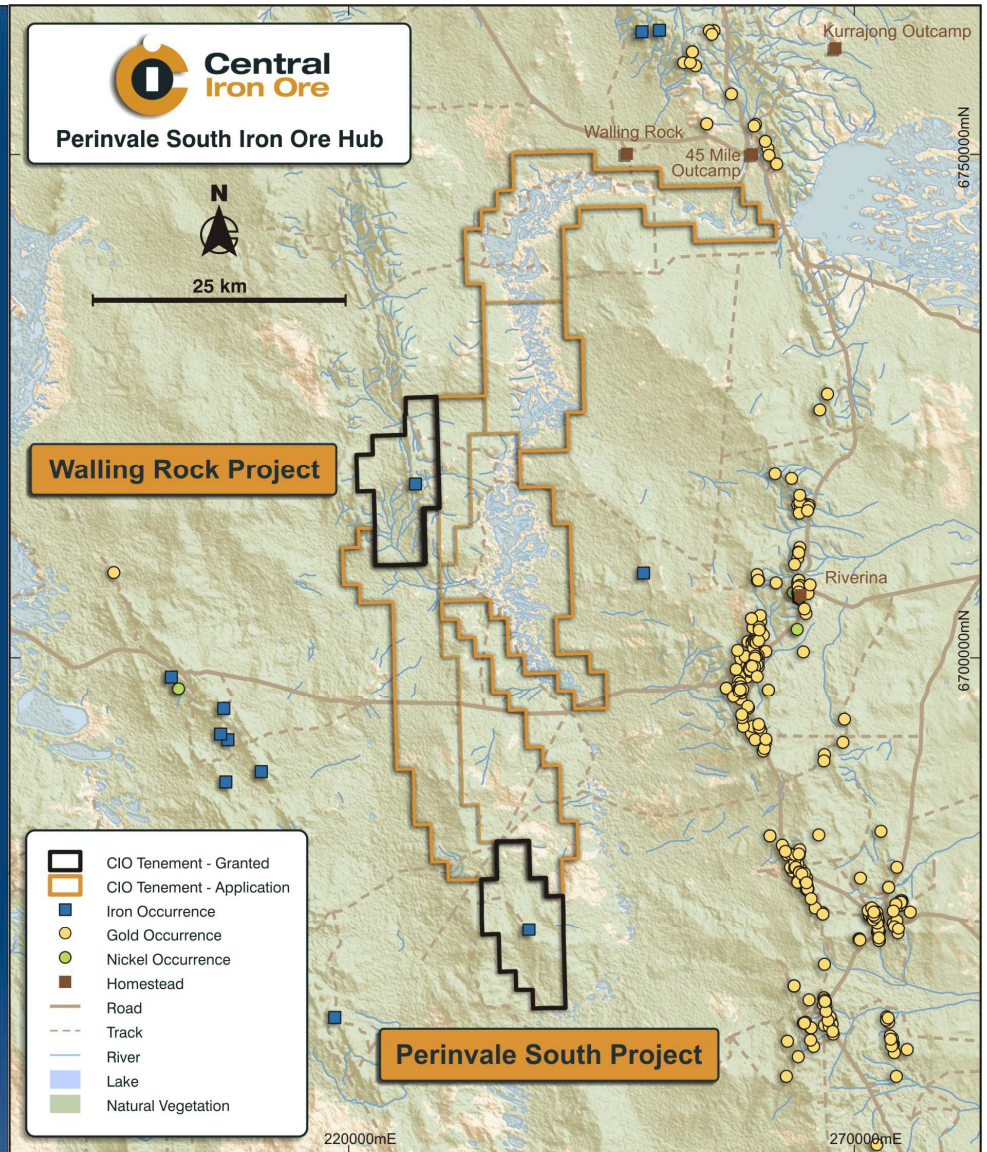 Central
Iron Ore
Perinvale South Iron Ore Hub
Kurrajong Outcamp
Walling Rock
45 Mile
Outcamp
6750000mN
N
25 km
Walling Rock Project
Riverina
6700000mN
CIO Tenement - Granted
CIO Tenement - Application
Iron Occurrence
Gold Occurrence
Nickel Occurrence
Homestead
Road
Track
River
Lake
Natural Vegetation
Perinvale South Project
220000mE
270000mE